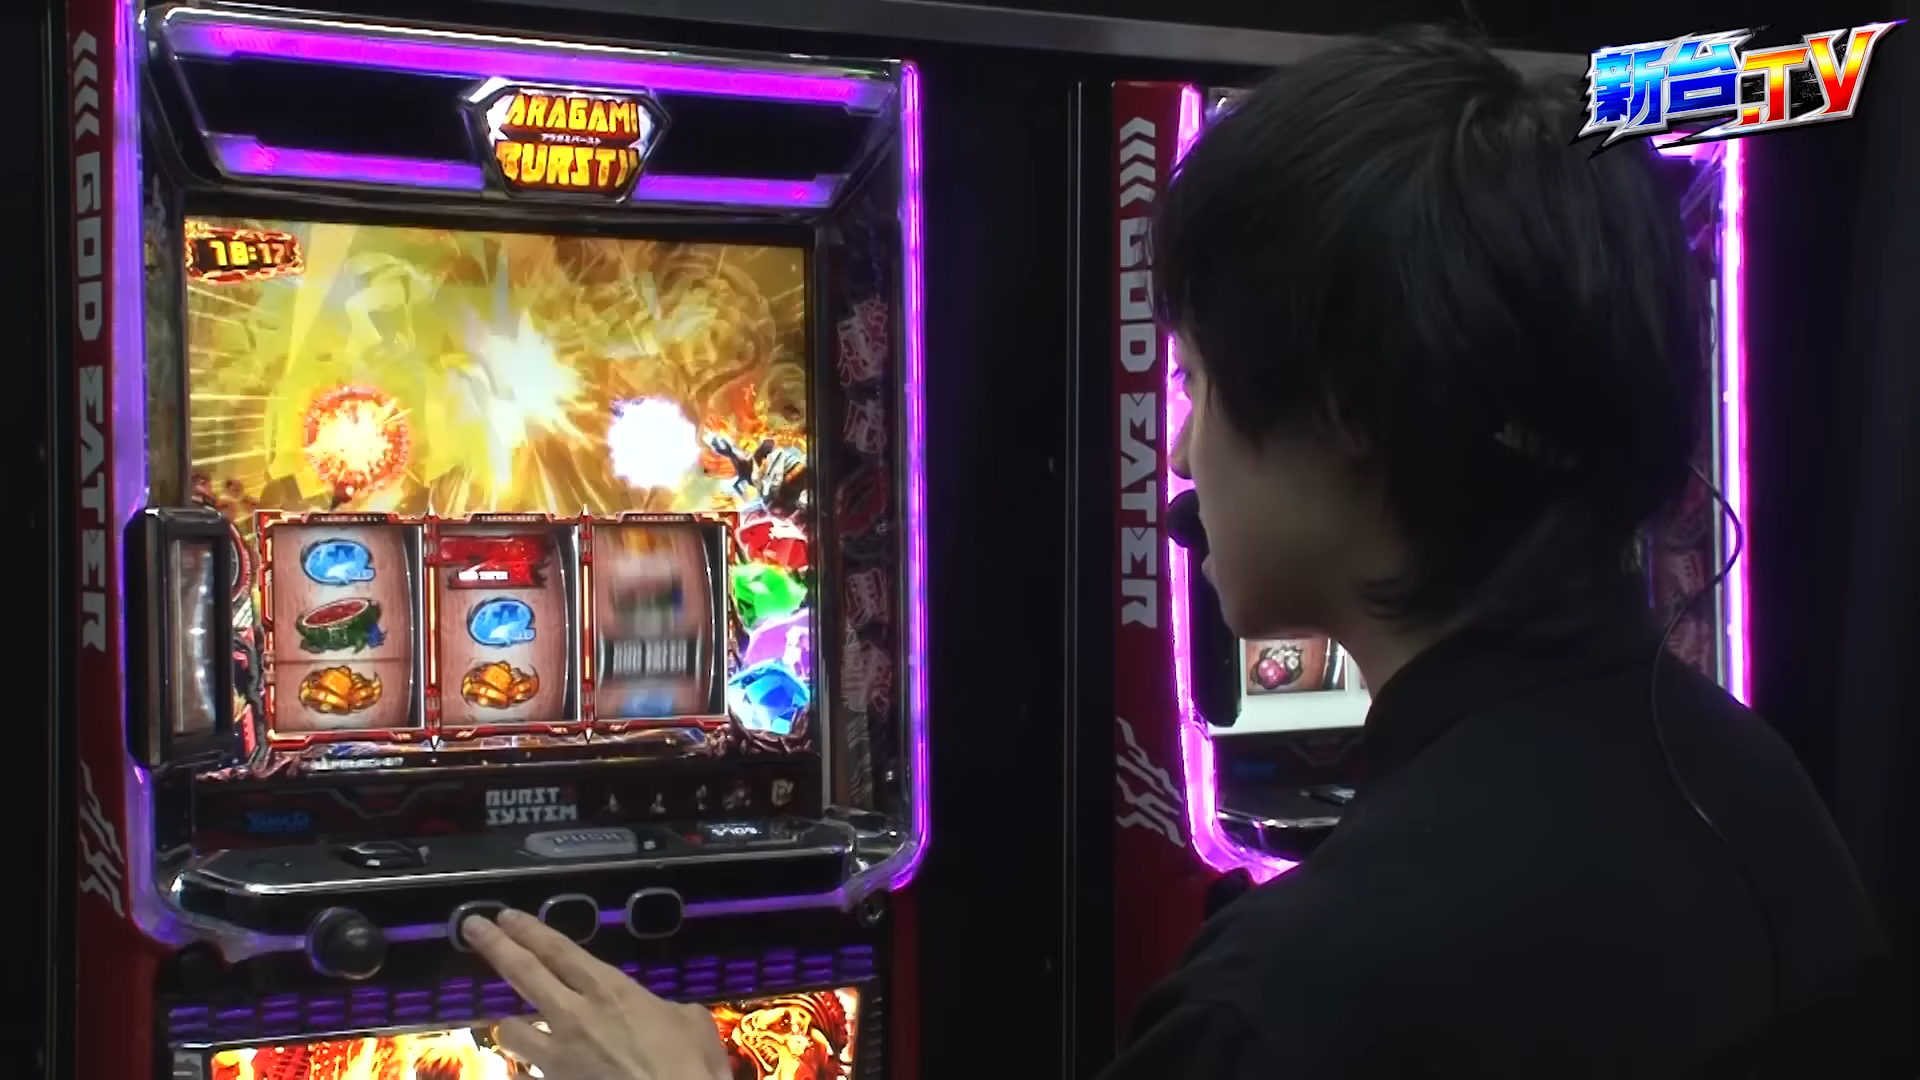 新台.TV
ARAGAMI
アラガミバースト
BURST!!
18:17
GOD EATER
GOD EATER
BURST
SYSTEM
PUSH